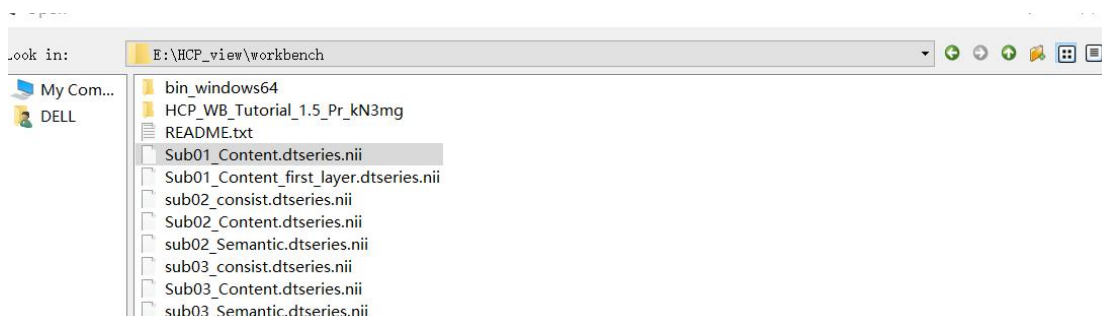 Look in:
E:\HCP_view\workbench
My Com...
DELL
bin_windows64
HCP_WB_Tutorial_1.5_Pr_kN3mg
README.txt
Sub01_Content.dtseries.nii
Sub01_Content_first_layer.dtseries.nii
sub02_consist.dtseries.nii
Sub02_Content.dtseries.nii
sub02_Semantic.dtseries.nii
sub03_consist.dtseries.nii
Sub03_Content.dtseries.nii
sub03_Semantic.dtseries.nii